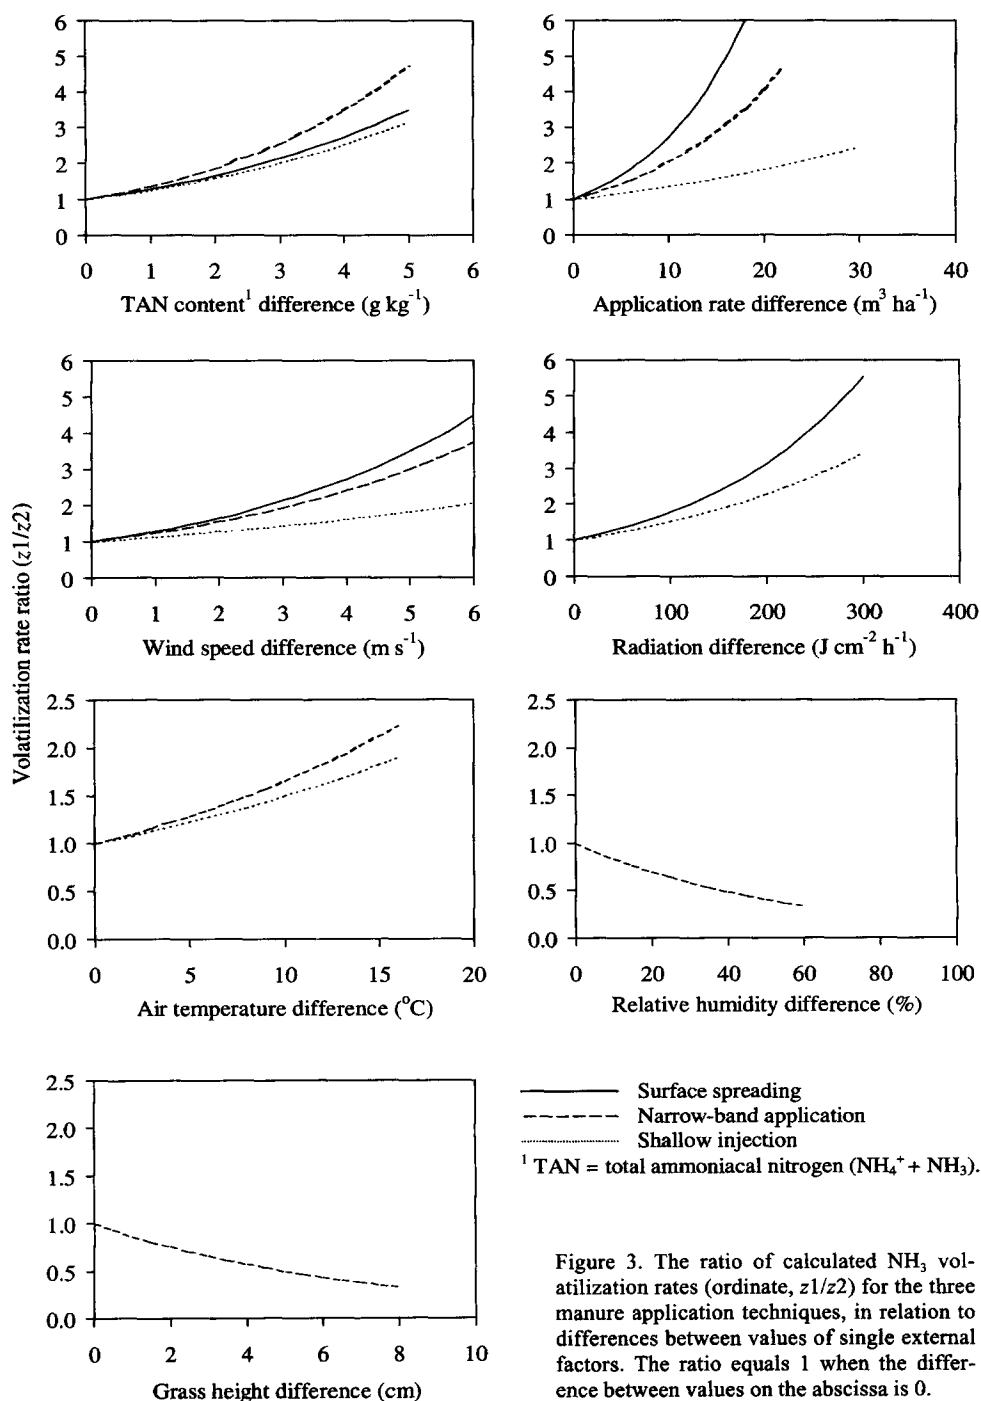 6
5
4
3
2
1
0
0 1 2 3 4 5 6
TAN content¹ difference (g kg⁻¹)
6
5
4
3
2
1
0
0 10 20 30 40
Application rate difference (m³ ha⁻¹)
Volatilization rate ratio (z1/z2)
6
5
4
3
2
1
0
0 1 2 3 4 5 6
Wind speed difference (m s⁻¹)
6
5
4
3
2
1
0
0 100 200 300 400
Radiation difference (J cm⁻² h⁻¹)
2.5
2.0
1.5
1.0
0.5
0.0
0 5 10 15 20
Air temperature difference (°C)
2.5
2.0
1.5
1.0
0.5
0.0
0 20 40 60 80 100
Relative humidity difference (%)
2.5
2.0
1.5
1.0
0.5
0.0
0 2 4 6 8 10
Grass height difference (cm)
Surface spreading
Narrow-band application
Shallow injection
¹ TAN = total ammoniacal nitrogen (NH₄⁺ + NH₃).
Figure 3. The ratio of calculated NH₃ vol-
atilization rates (ordinate, z1/z2) for the three
manure application techniques, in relation to
differences between values of single external
factors. The ratio equals 1 when the differ-
ence between values on the abscissa is 0.